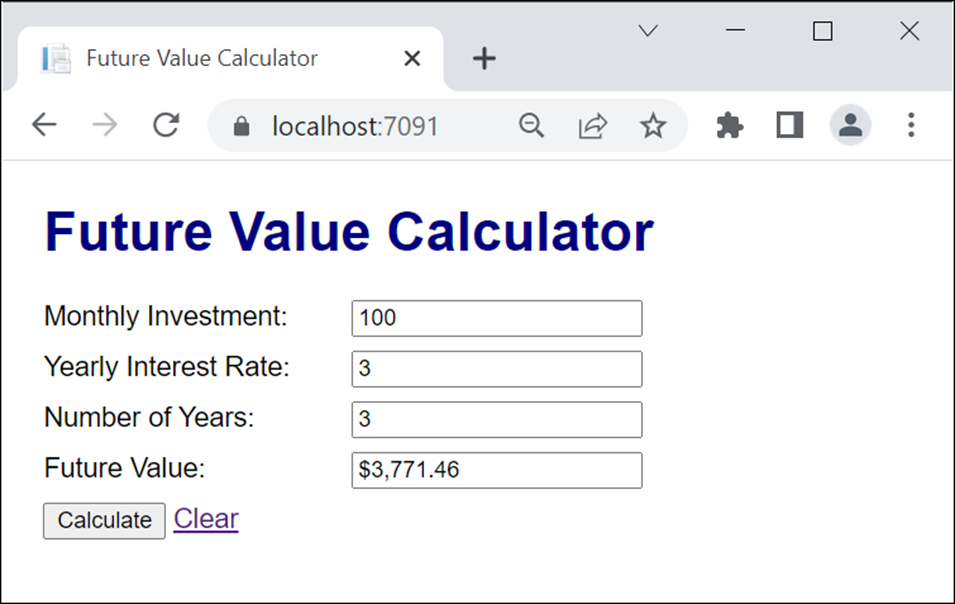 Future Value Calculator
localhost:7091
Future Value Calculator
Monthly Investment: 100
Yearly Interest Rate: 3
Number of Years: 3
Future Value: $3,771.46
Calculate Clear